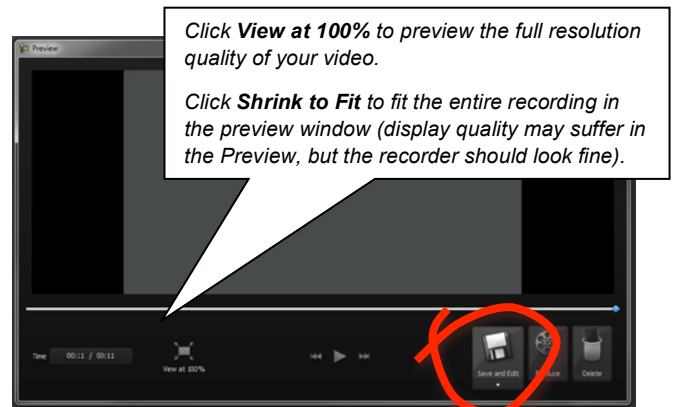 Click View at 100% to preview the full resolution
quality of your video.
Click Shrink to Fit to fit the entire recording in
the preview window (display quality may suffer in
the Preview, but the recorder should look fine).
Preview
Time 00:11 / 00:11
View at 100%
Save and Edit
Delete